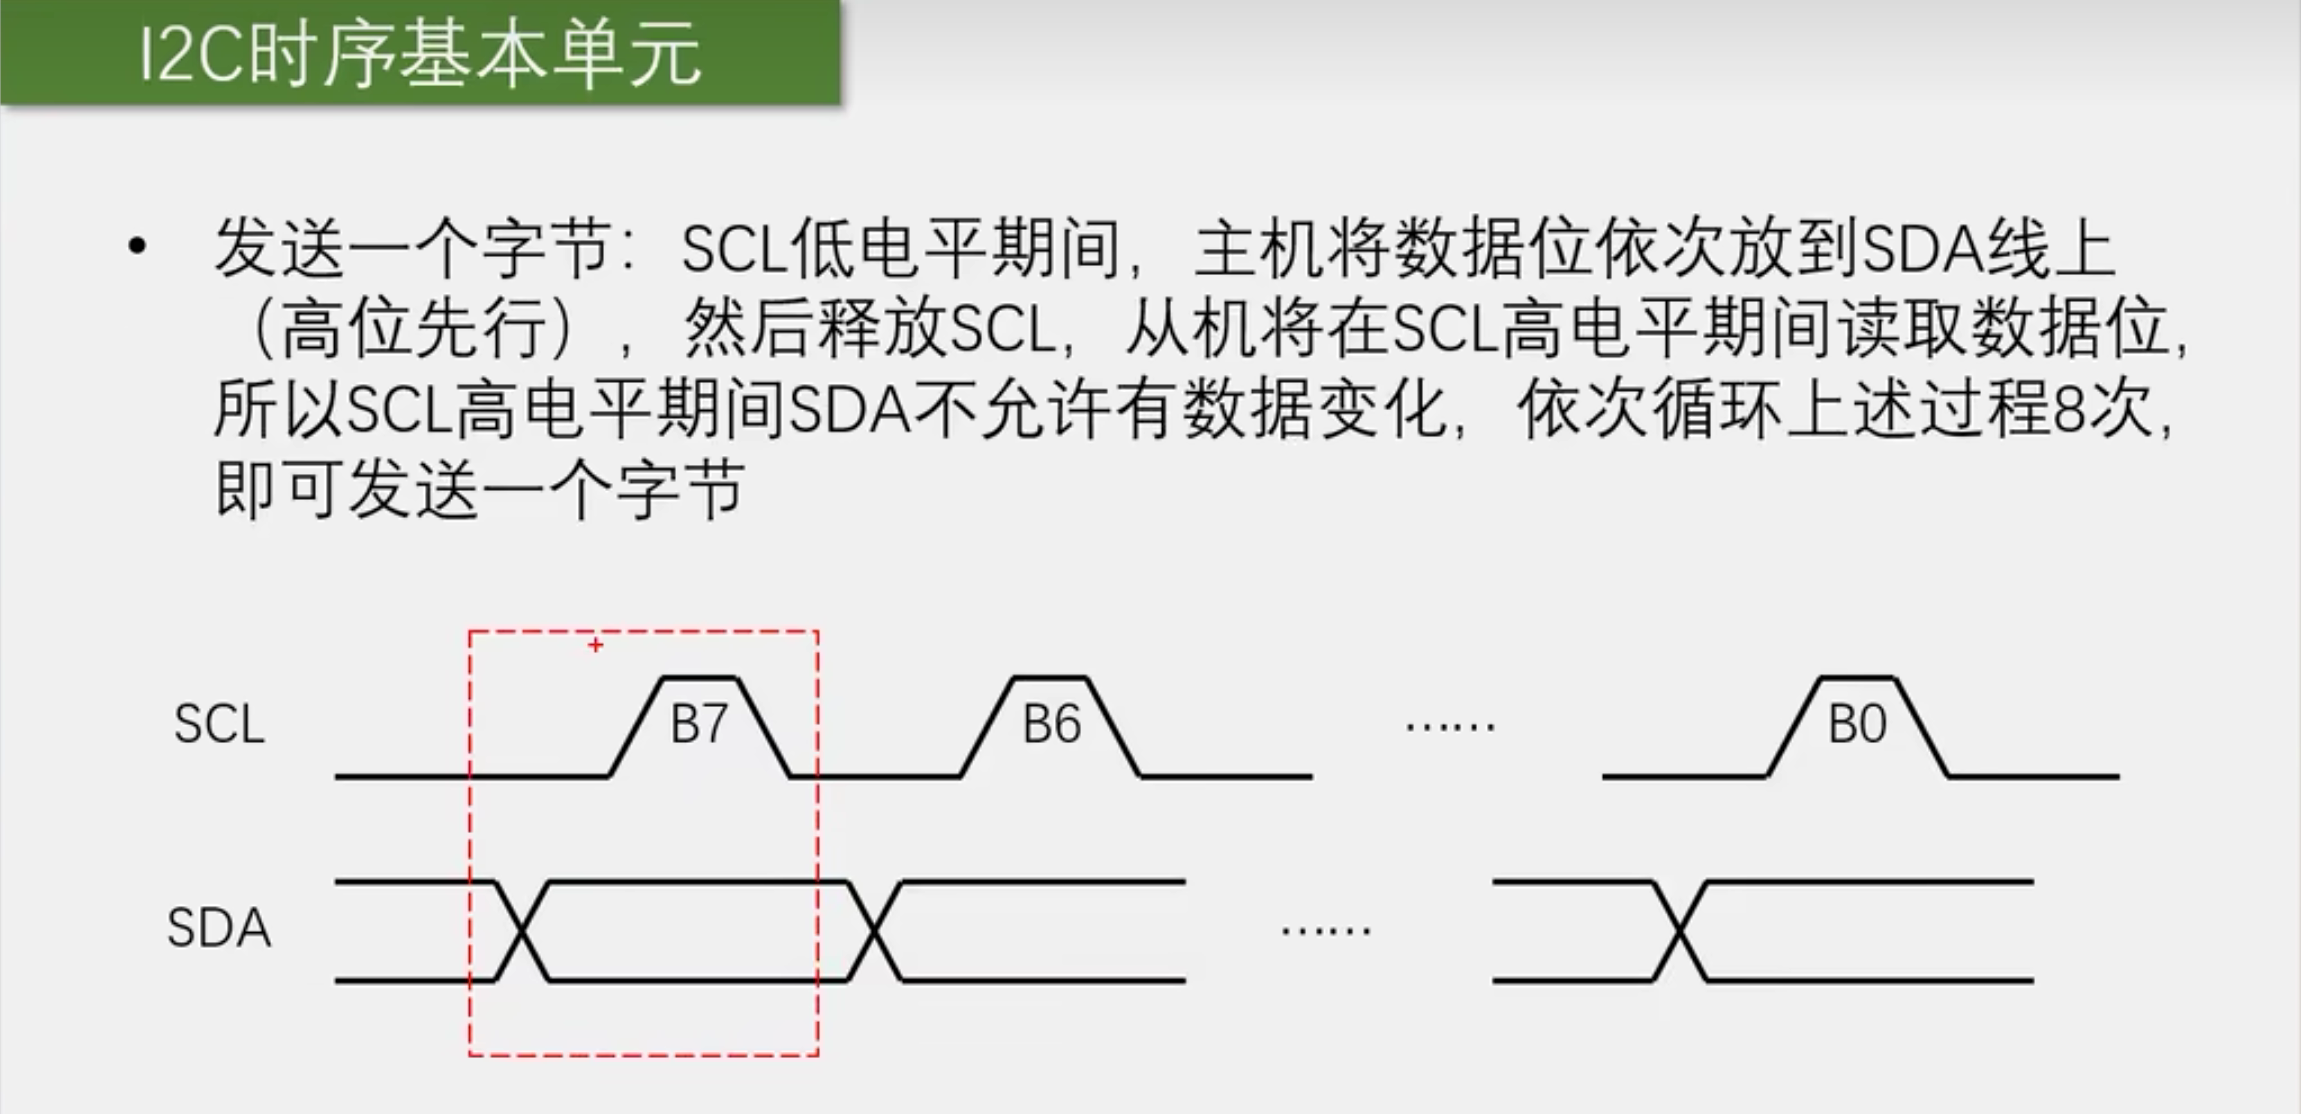 I2C时序基本单元
• 发送一个字节：SCL低电平期间，主机将数据位依次放到SDA线上
（高位先行），然后释放SCL，从机将在SCL高电平期间读取数据位，
所以SCL高电平期间SDA不允许有数据变化，依次循环上述过程8次，
即可发送一个字节
SCL B7 B6 …… B0
SDA ……